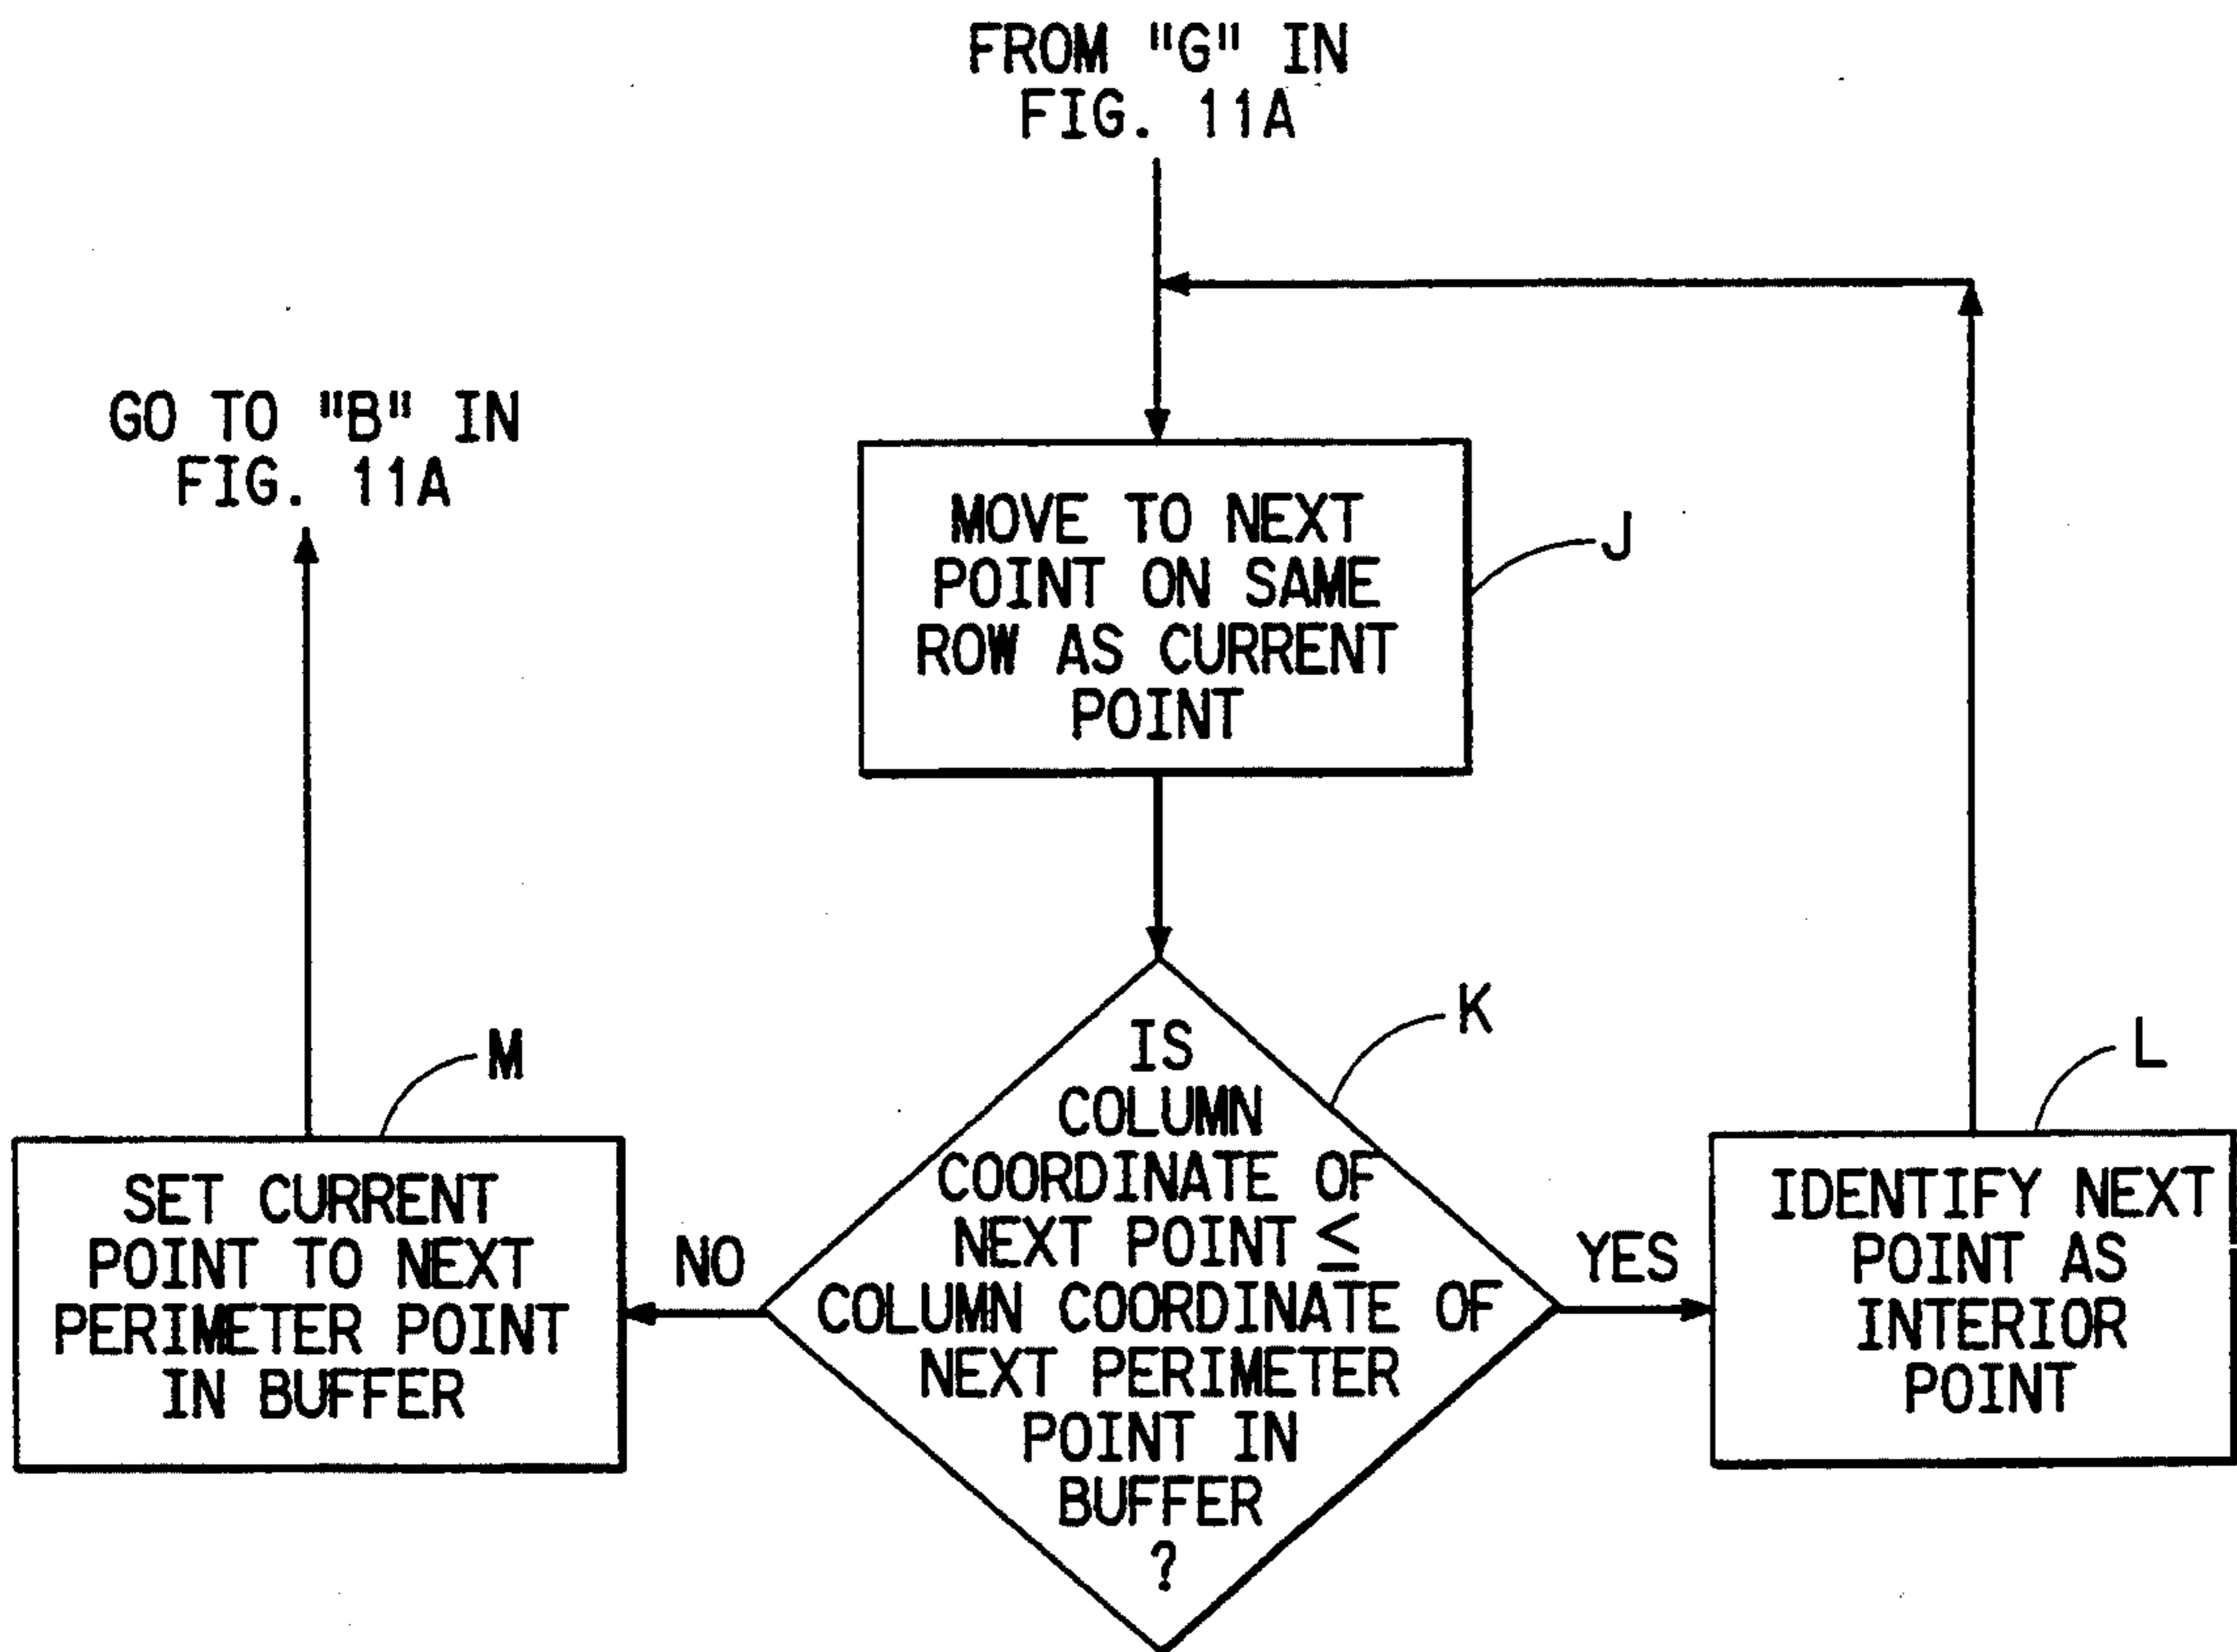 FROM "G" IN
FIG. 11A
GO TO "B" IN
FIG. 11A
MOVE TO NEXT
POINT ON SAME
ROW AS CURRENT
POINT
J
IS
COLUMN
COORDINATE OF
NEXT POINT ≤
COLUMN COORDINATE OF
NEXT PERIMETER
POINT IN
BUFFER
?
K
NO
YES
M
SET CURRENT
POINT TO NEXT
PERIMETER POINT
IN BUFFER
L
IDENTIFY NEXT
POINT AS
INTERIOR
POINT